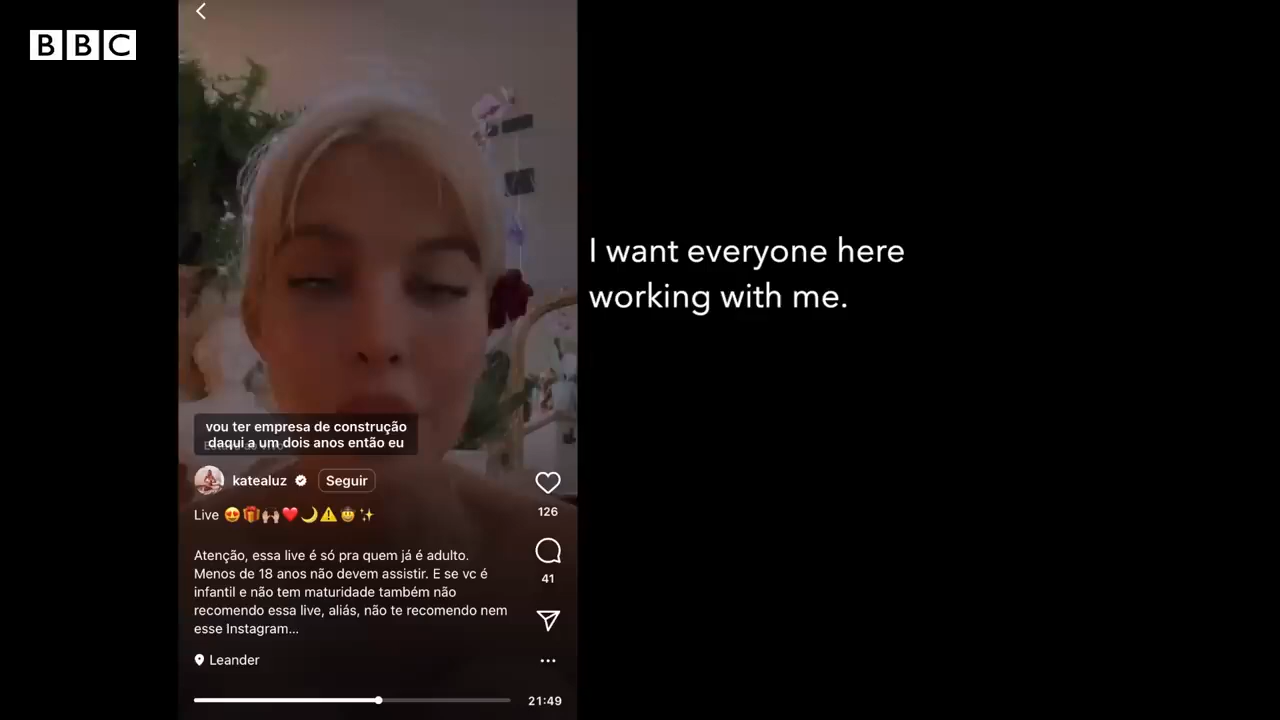 BBC
I want everyone here
working with me.
vou ter empresa de construção
daqui a um dois anos então eu
katealuz
Seguir
Live 😍🎁🙌🏼❤️🌙⚠️🤠✨
126
Atenção, essa live é só pra quem já é adulto.
Menos de 18 anos não devem assistir. E se vc é
infantil e não tem maturidade também não
recomendo essa live, aliás, não te recomendo nem
esse Instagram...
41
Leander
21:49